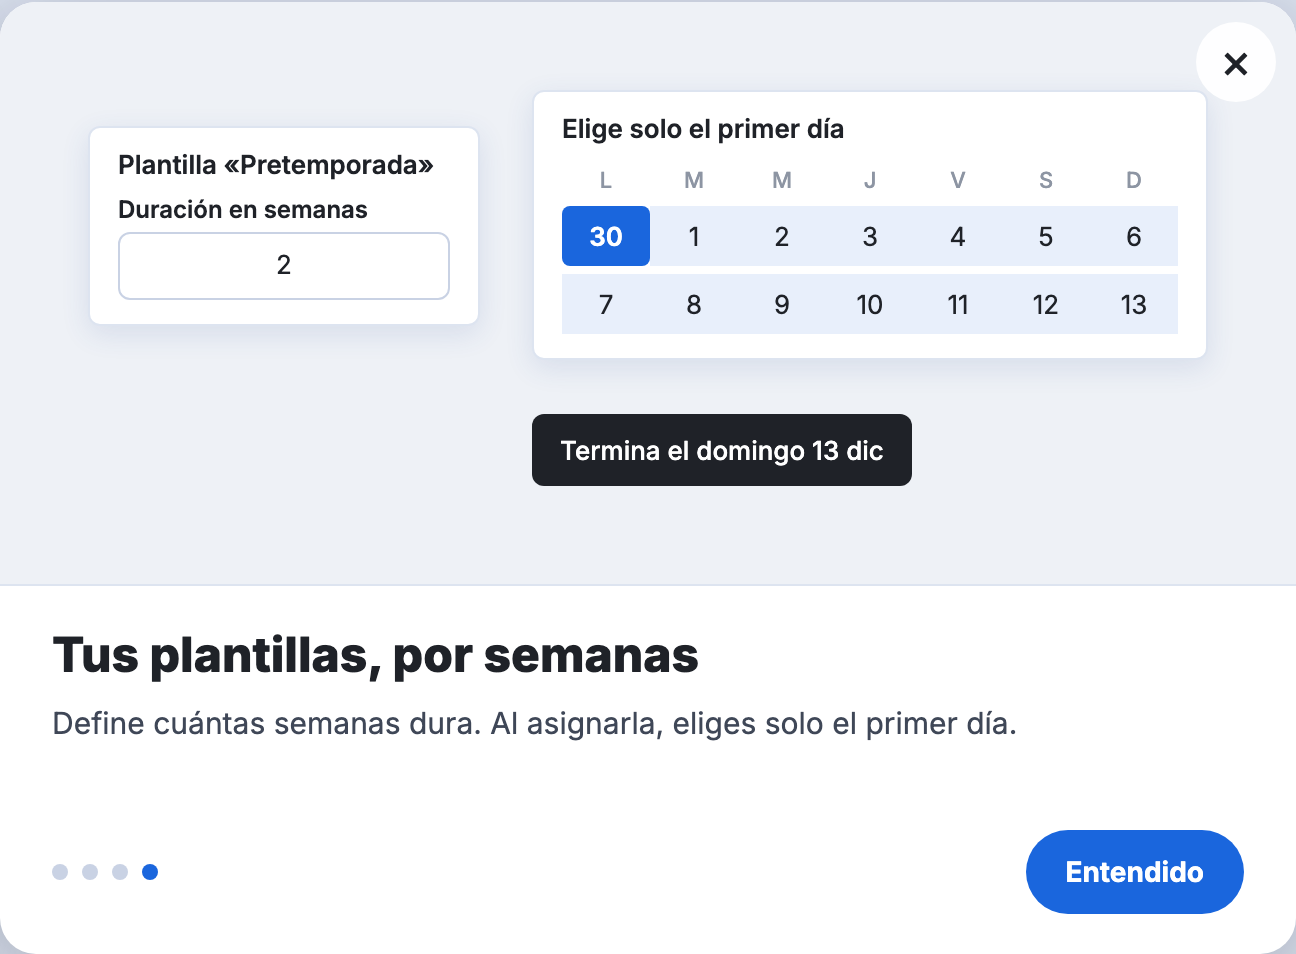 Plantilla «Pretemporada»
Duración en semanas
2
Elige solo el primer día
L M M J V S D
30 1 2 3 4 5 6
7 8 9 10 11 12 13
Termina el domingo 13 dic
Tus plantillas, por semanas
Define cuántas semanas dura. Al asignarla, eliges solo el primer día.
Entendido